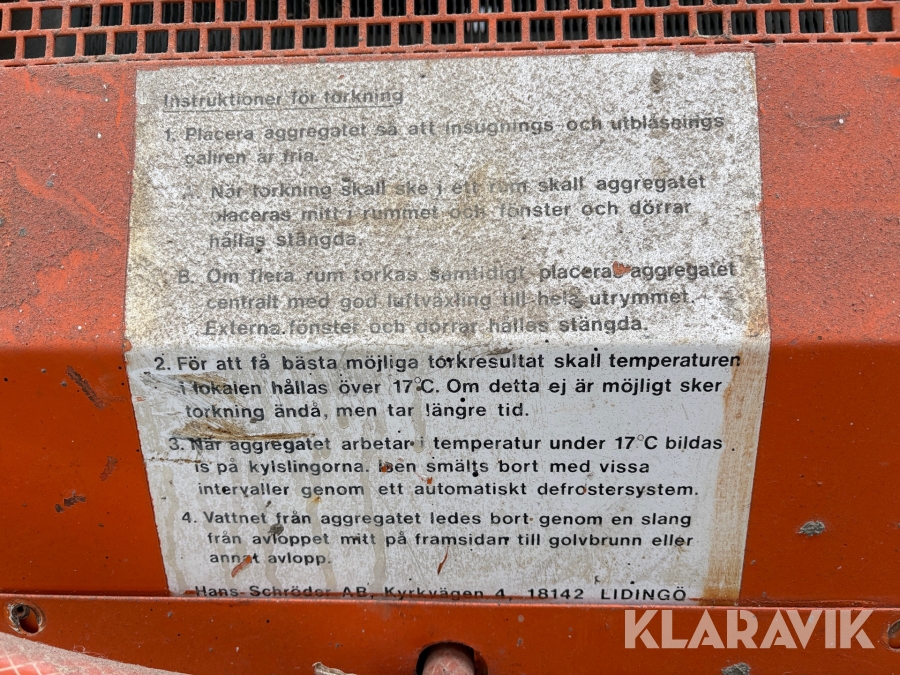 Instruktioner för torkning
1. Placera aggregatet så att insugnings och utblåsnings
gallren är fria.
När torkning skall ske i ett rum skall aggregatet
placeras mitt i rummet och fönster och dörrar
hållas stängda.
B. Om flera rum torkas samtidigt placeras aggregatet
centralt med god luftväxling till hela utrymmet.
Externa fönster och dörrar hållas stängda.
2. För att få bästa möjliga torkresultat skall temperaturen
i lokalen hållas över 17°C. Om detta ej är möjligt sker
torkning ändå, men tar längre tid.
3. När aggregatet arbetar i temperatur under 17°C bildas
is på kylslingorna. Isen smälts bort med vissa
intervaller genom ett automatiskt defrostersystem.
4. Vattnet från aggregatet ledes bort genom en slang
från avloppet mitt på framsidan till golvbrunn eller
annat avlopp.
Hans Schröder AB, Kyrkvägen 4, 18142 LIDINGÖ
KLARAVIK